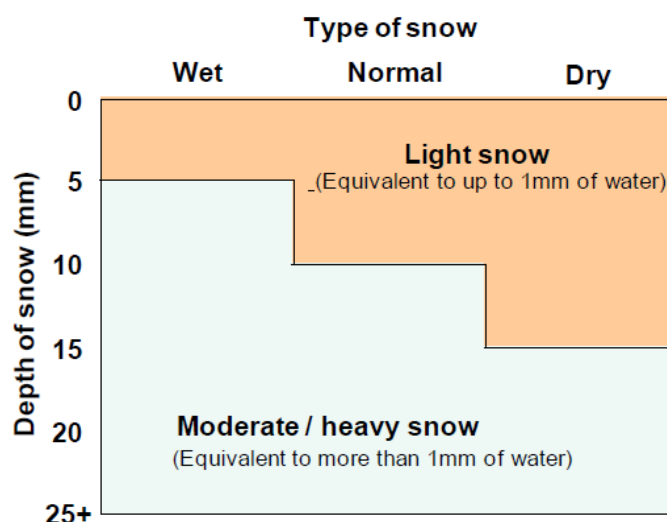 Type of snow
Wet Normal Dry
Depth of snow (mm)
0
5
10
15
20
25+
Light snow
(Equivalent to up to 1mm of water)
Moderate / heavy snow
(Equivalent to more than 1mm of water)